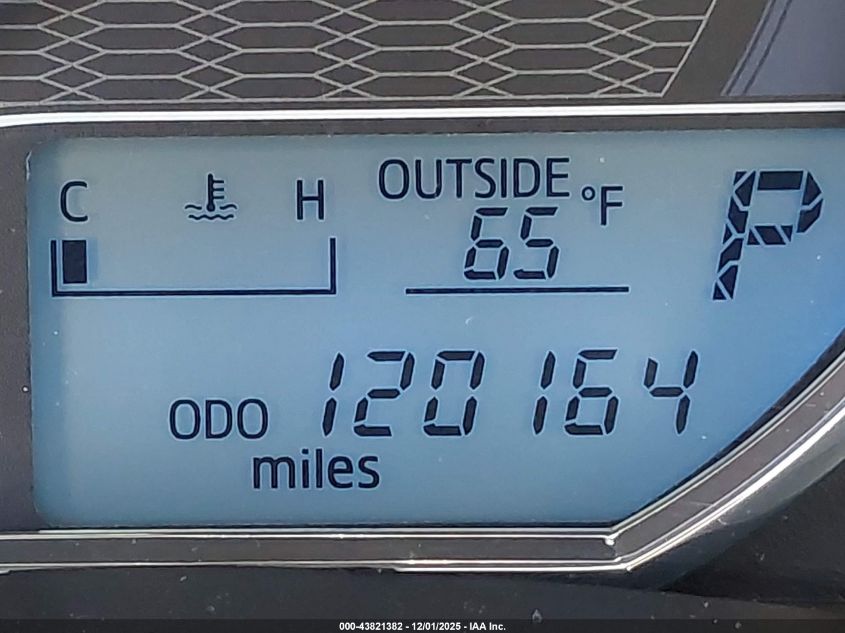 C H OUTSIDE °F P
65
ODO 120164
miles
000-43821382 - 12/01/2025 - IAA Inc.